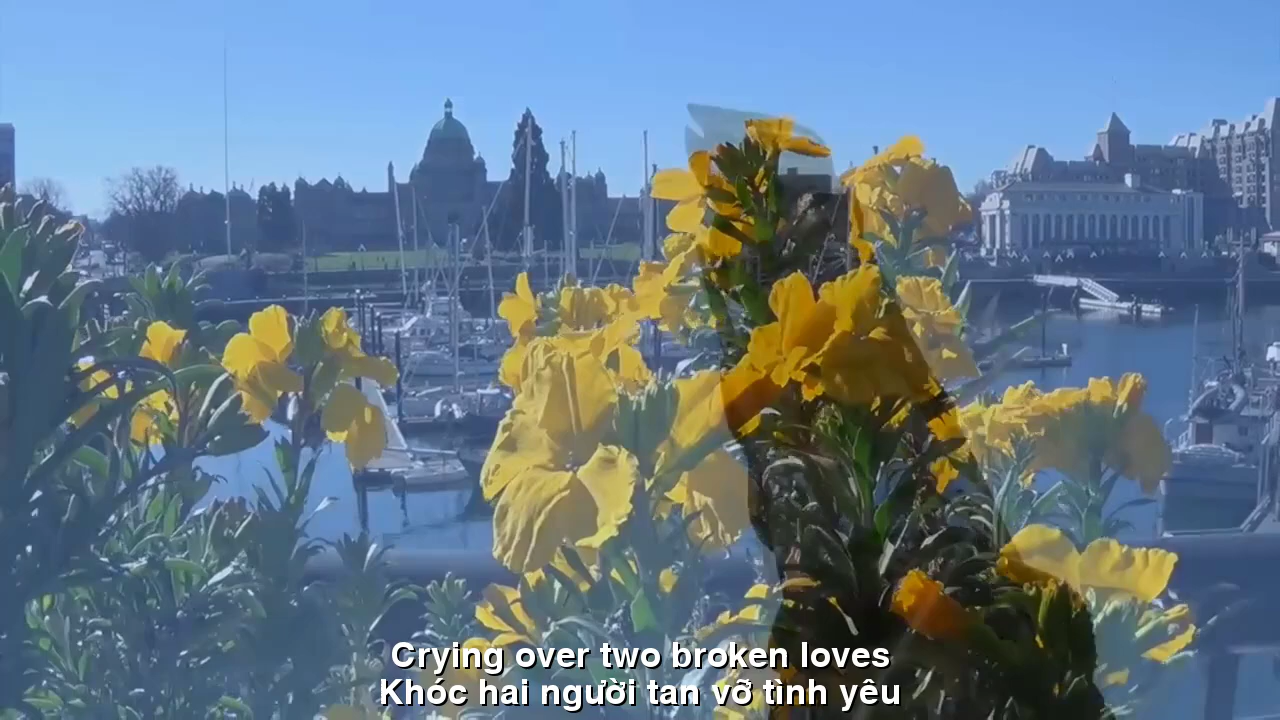 Crying over two broken loves
Khóc hai người tan vỡ tình yêu